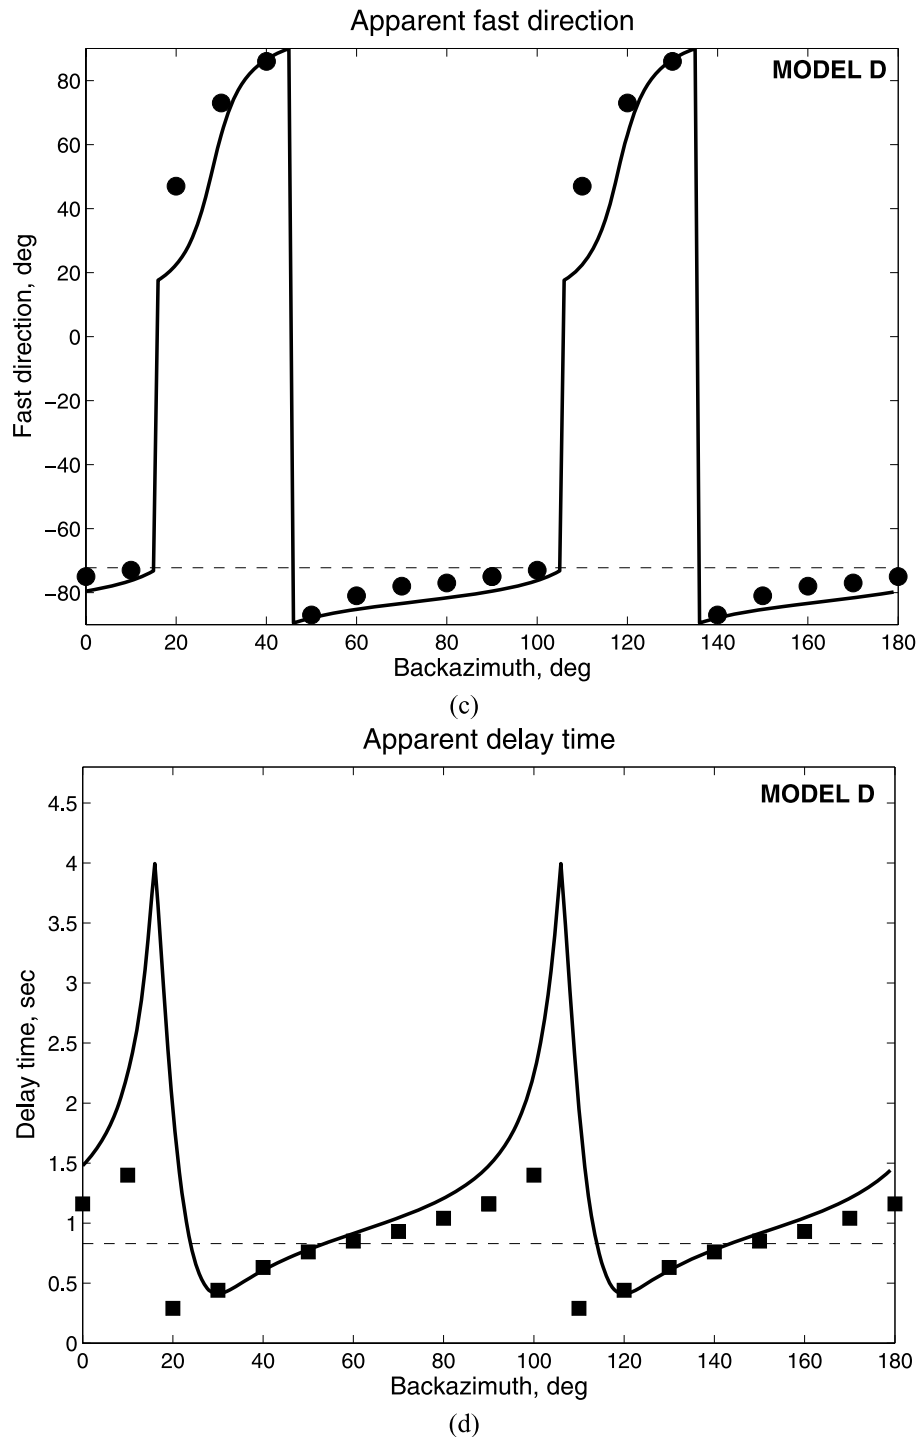 Apparent fast direction
MODEL D
80
60
40
20
0
−20
−40
−60
−80
Fast direction, deg
0 20 40 60 80 100 120 140 160 180
Backazimuth, deg
(c)
Apparent delay time
MODEL D
4.5
4
3.5
3
2.5
2
1.5
1
0.5
0
Delay time, sec
0 20 40 60 80 100 120 140 160 180
Backazimuth, deg
(d)